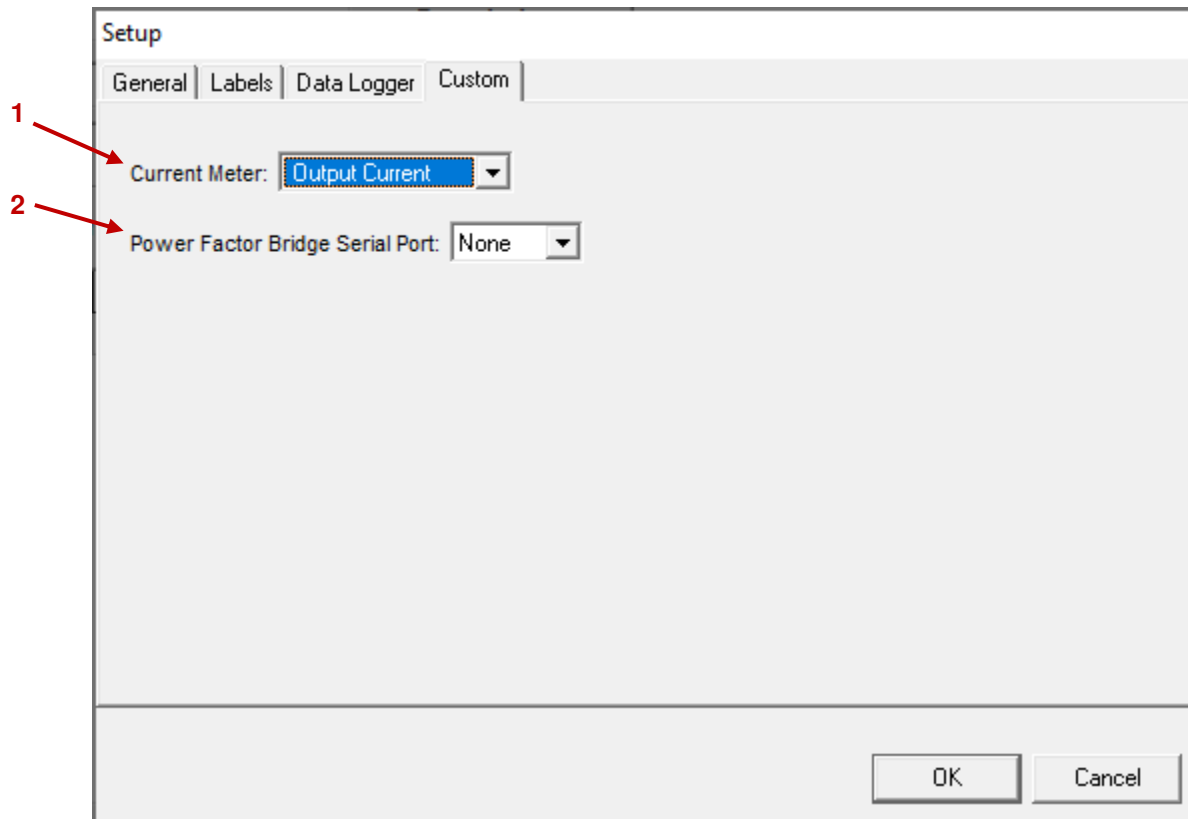 Setup
General Labels Data Logger Custom
1
Current Meter: Output Current
2
Power Factor Bridge Serial Port: None
OK Cancel